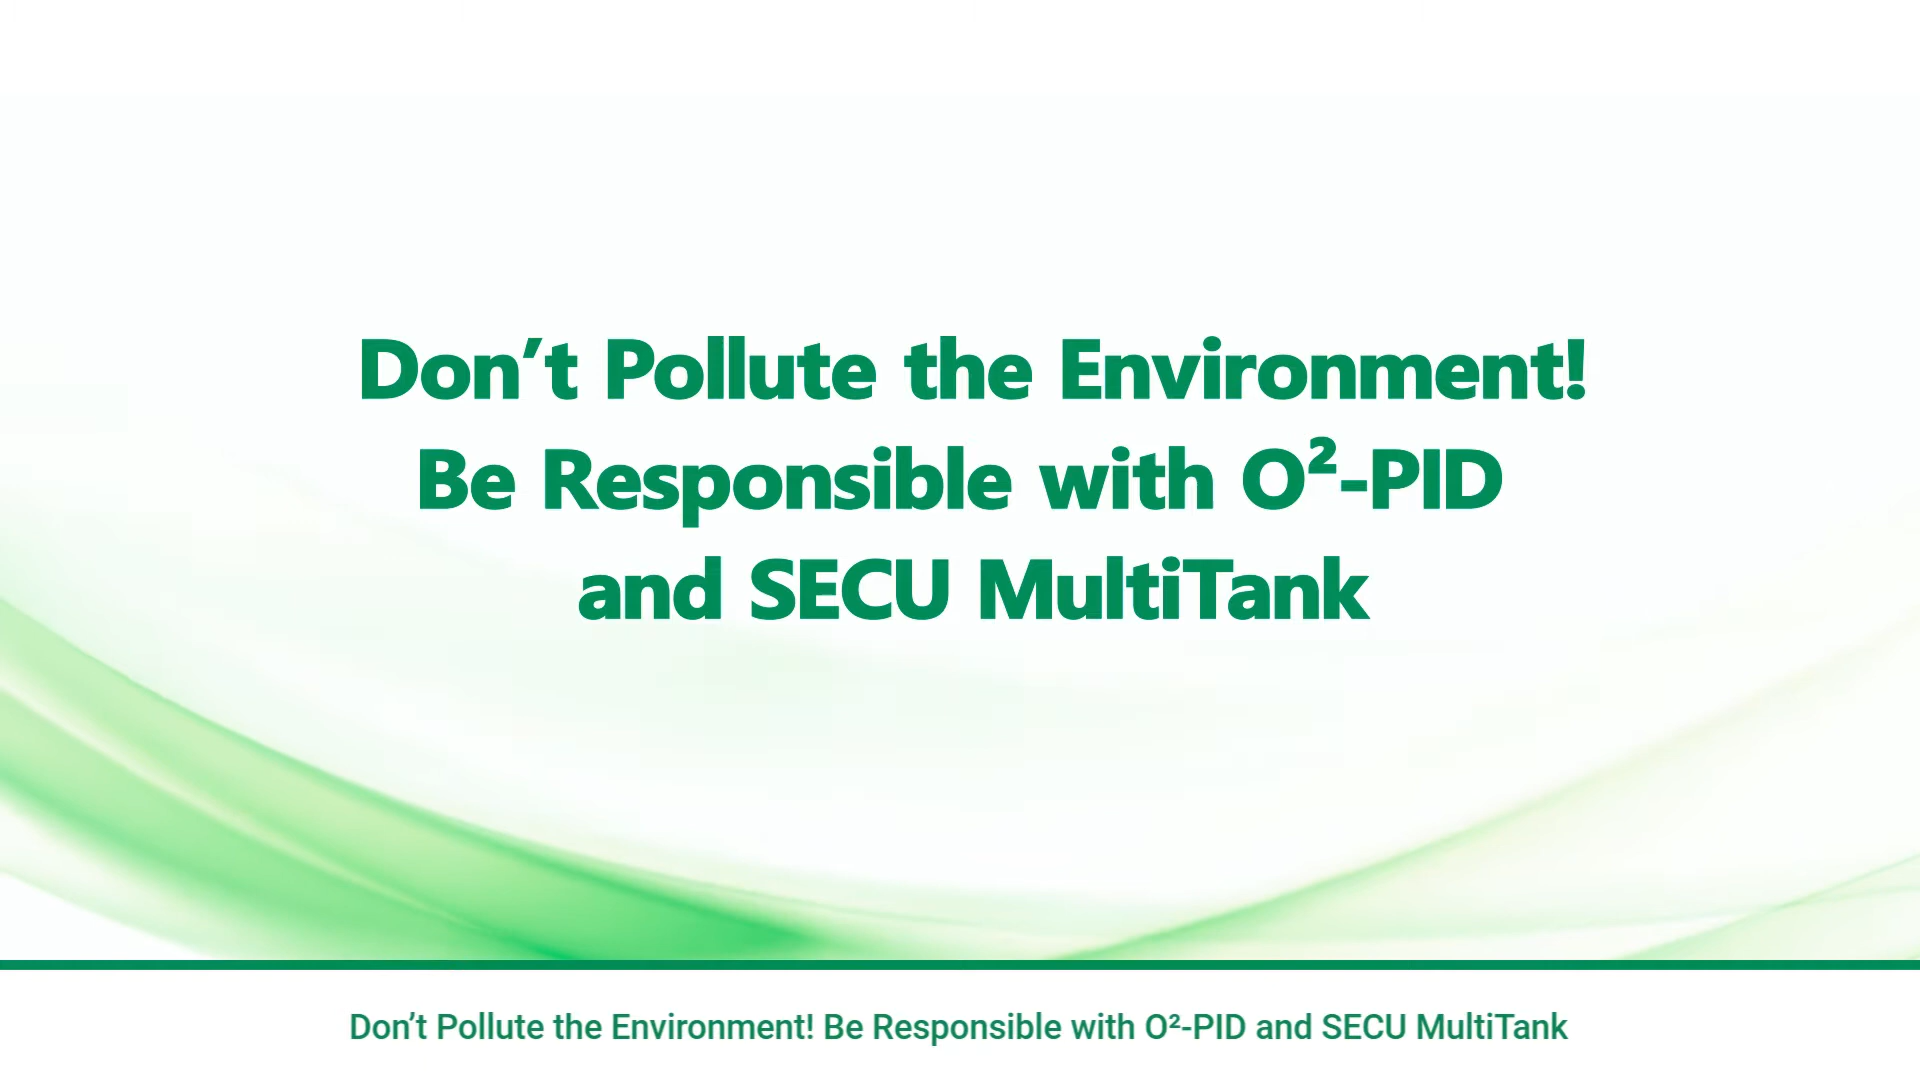 Don’t Pollute the Environment!
Be Responsible with O²-PID
and SECU MultiTank
Don’t Pollute the Environment! Be Responsible with O²-PID and SECU MultiTank